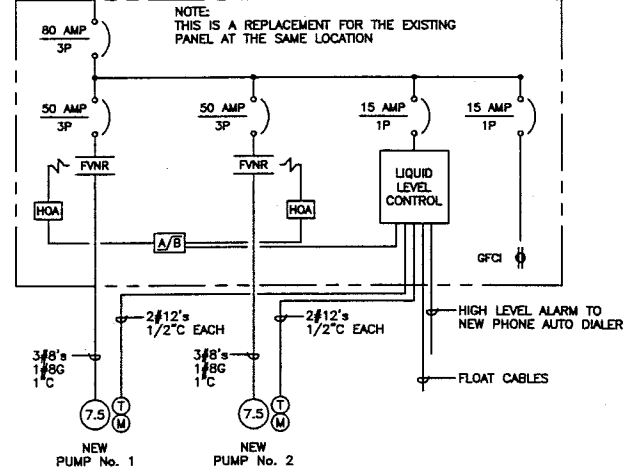 NOTE:
THIS IS A REPLACEMENT FOR THE EXISTING
PANEL AT THE SAME LOCATION
80 AMP
3P
50 AMP
3P
50 AMP
3P
15 AMP
1P
15 AMP
1P
FVNR
FVNR
LIQUID
LEVEL
CONTROL
HOA
HOA
A/B
GFCI
2#12's
1/2"C EACH
2#12's
1/2"C EACH
HIGH LEVEL ALARM TO
NEW PHONE AUTO DIALER
3#8's
1#8G
1"C
3#8's
1#8G
1"C
FLOAT CABLES
7.5
T
M
7.5
T
M
NEW
PUMP No. 1
NEW
PUMP No. 2